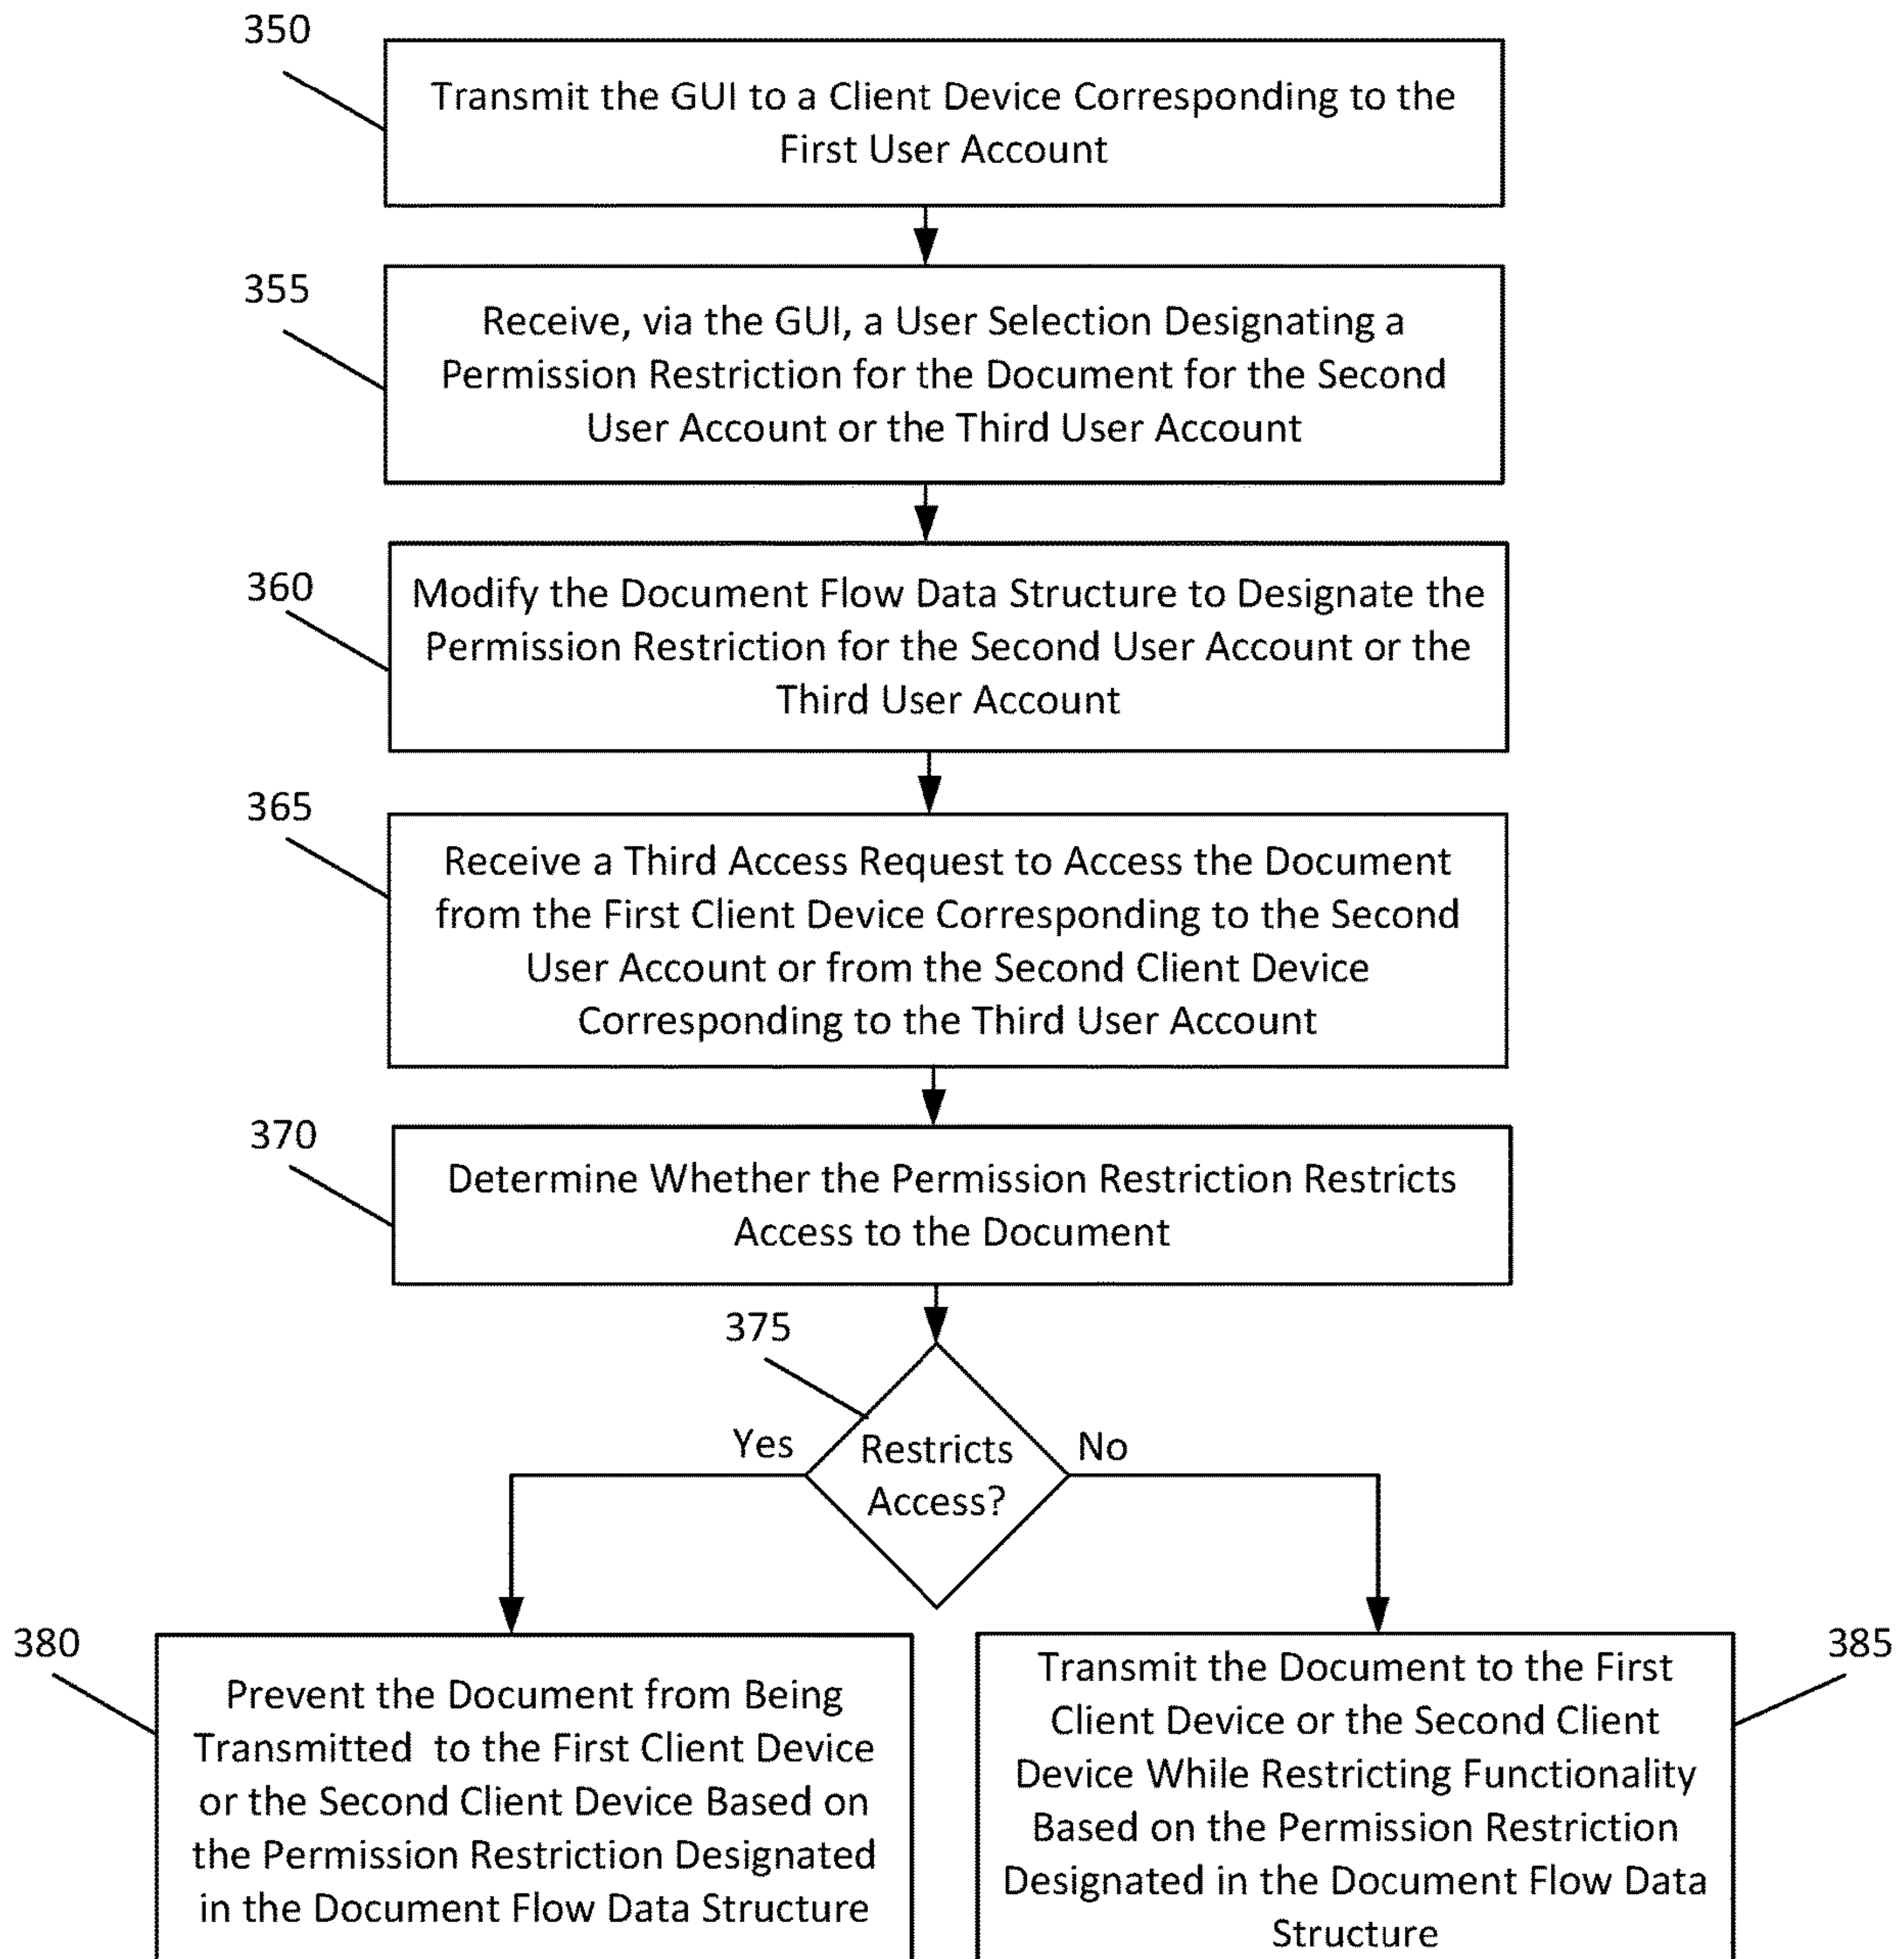 350
Transmit the GUI to a Client Device Corresponding to the
First User Account
355
Receive, via the GUI, a User Selection Designating a
Permission Restriction for the Document for the Second
User Account or the Third User Account
360
Modify the Document Flow Data Structure to Designate the
Permission Restriction for the Second User Account or the
Third User Account
365
Receive a Third Access Request to Access the Document
from the First Client Device Corresponding to the Second
User Account or from the Second Client Device
Corresponding to the Third User Account
370
Determine Whether the Permission Restriction Restricts
Access to the Document
375
Yes
Restricts
Access?
No
380
Prevent the Document from Being
Transmitted to the First Client Device
or the Second Client Device Based on
the Permission Restriction Designated
in the Document Flow Data Structure
385
Transmit the Document to the First
Client Device or the Second Client
Device While Restricting Functionality
Based on the Permission Restriction
Designated in the Document Flow Data
Structure